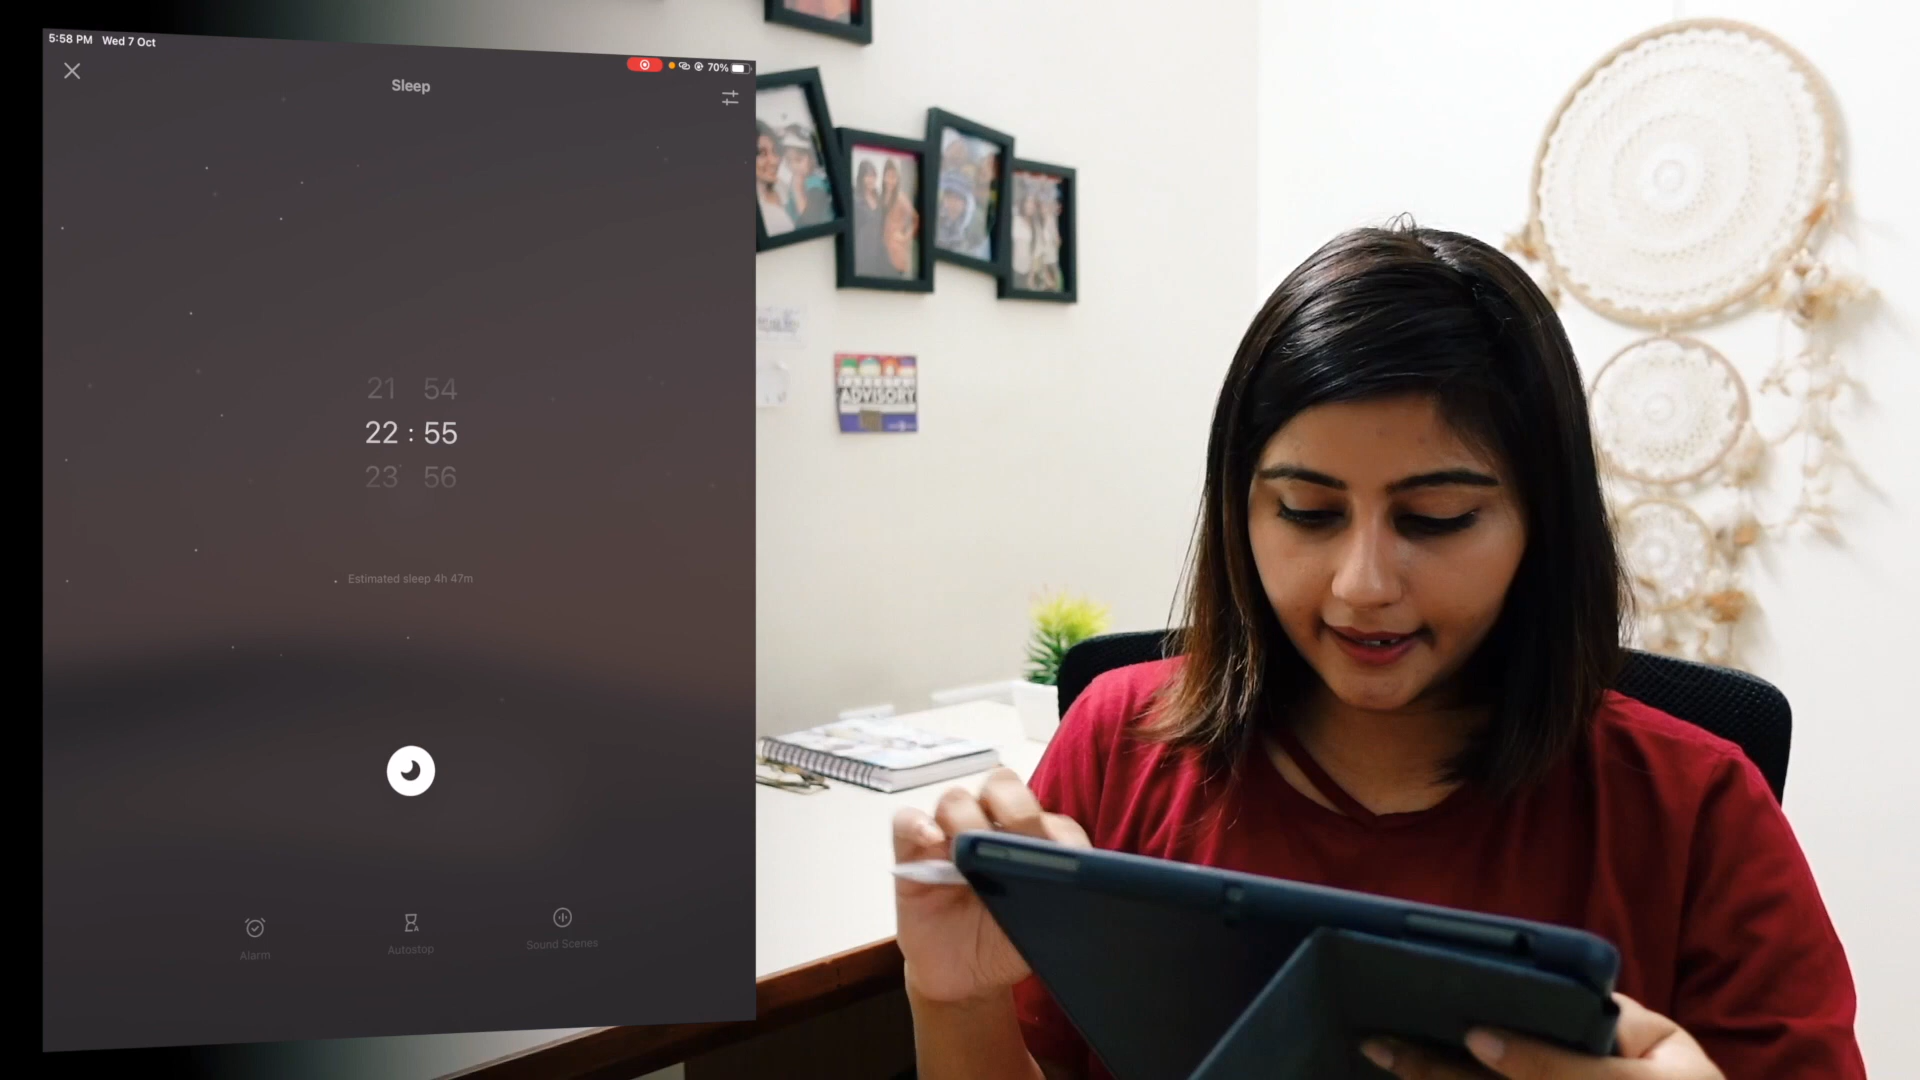 5:58 PM Wed 7 Oct
70%
Sleep
21 54
22 : 55
23 56
Estimated sleep 4h 47m
Alarm
Autostop
Sound Scenes
ADVISORY